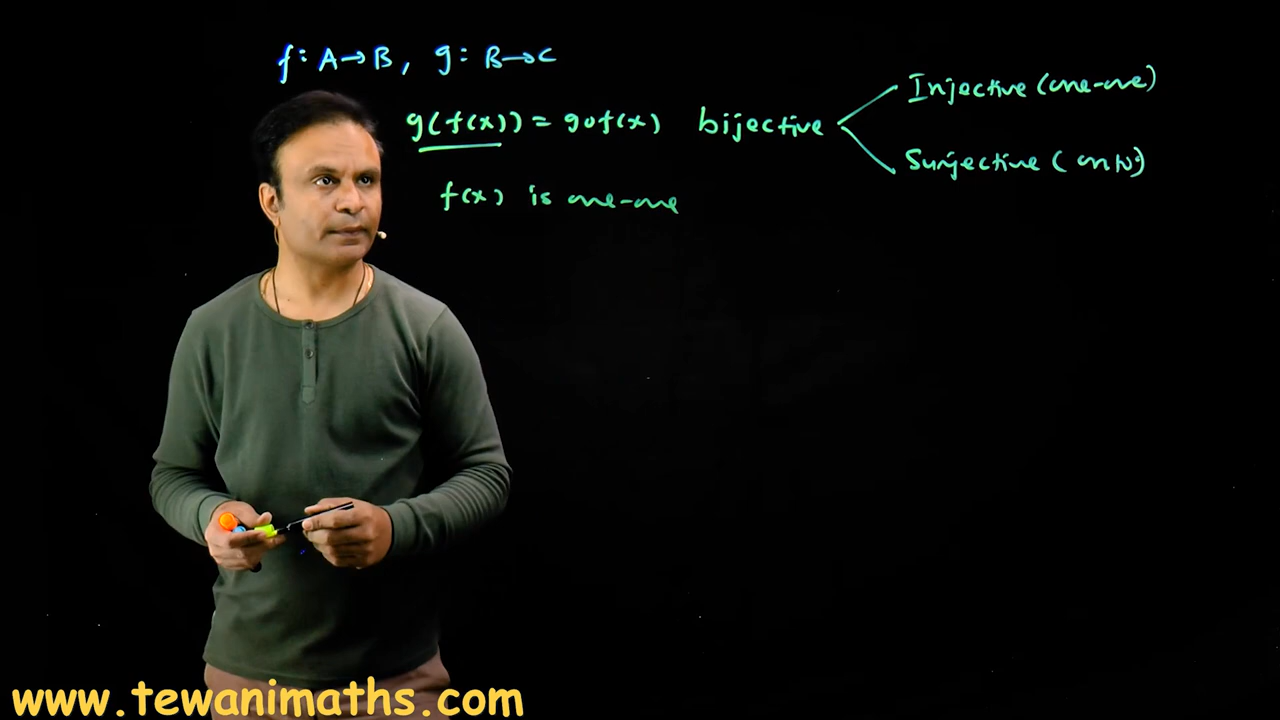 f: A→B, g: B→C
g(f(x)) = gof(x) bijective
Injective (one-one)
Surjective (onto)
f(x) is one-one
www.tewanimaths.com